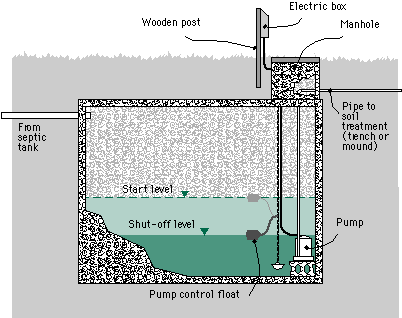 Electric box
Wooden post
Manhole
Pipe to
soil
treatment
(tench or
mound)
From
septic
tank
Start level
Shut-off level
Pump
Pump control float